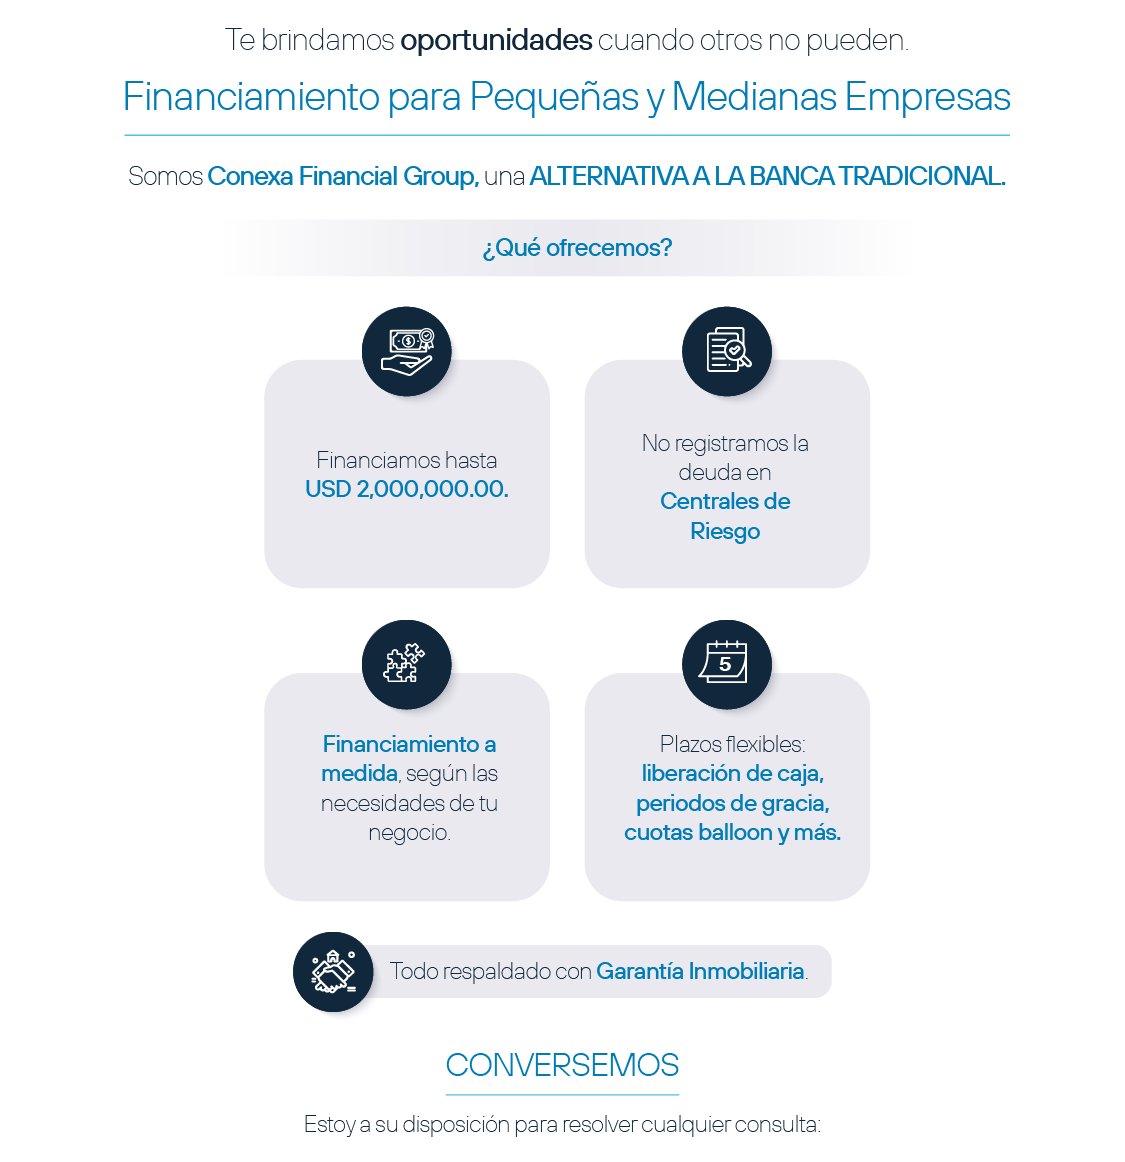 Te brindamos oportunidades cuando otros no pueden.
Financiamiento para Pequeñas y Medianas Empresas
Somos Conexa Financial Group, una ALTERNATIVA A LA BANCA TRADICIONAL.
¿Qué ofrecemos?
Financiamos hasta
USD 2,000,000.00.
No registramos la
deuda en
Centrales de
Riesgo
5
Financiamiento a
medida, según las
necesidades de tu
negocio.
Plazos flexibles:
liberación de caja,
periodos de gracia,
cuotas balloon y más.
Todo respaldado con Garantía Inmobiliaria.
CONVERSEMOS
Estoy a su disposición para resolver cualquier consulta: